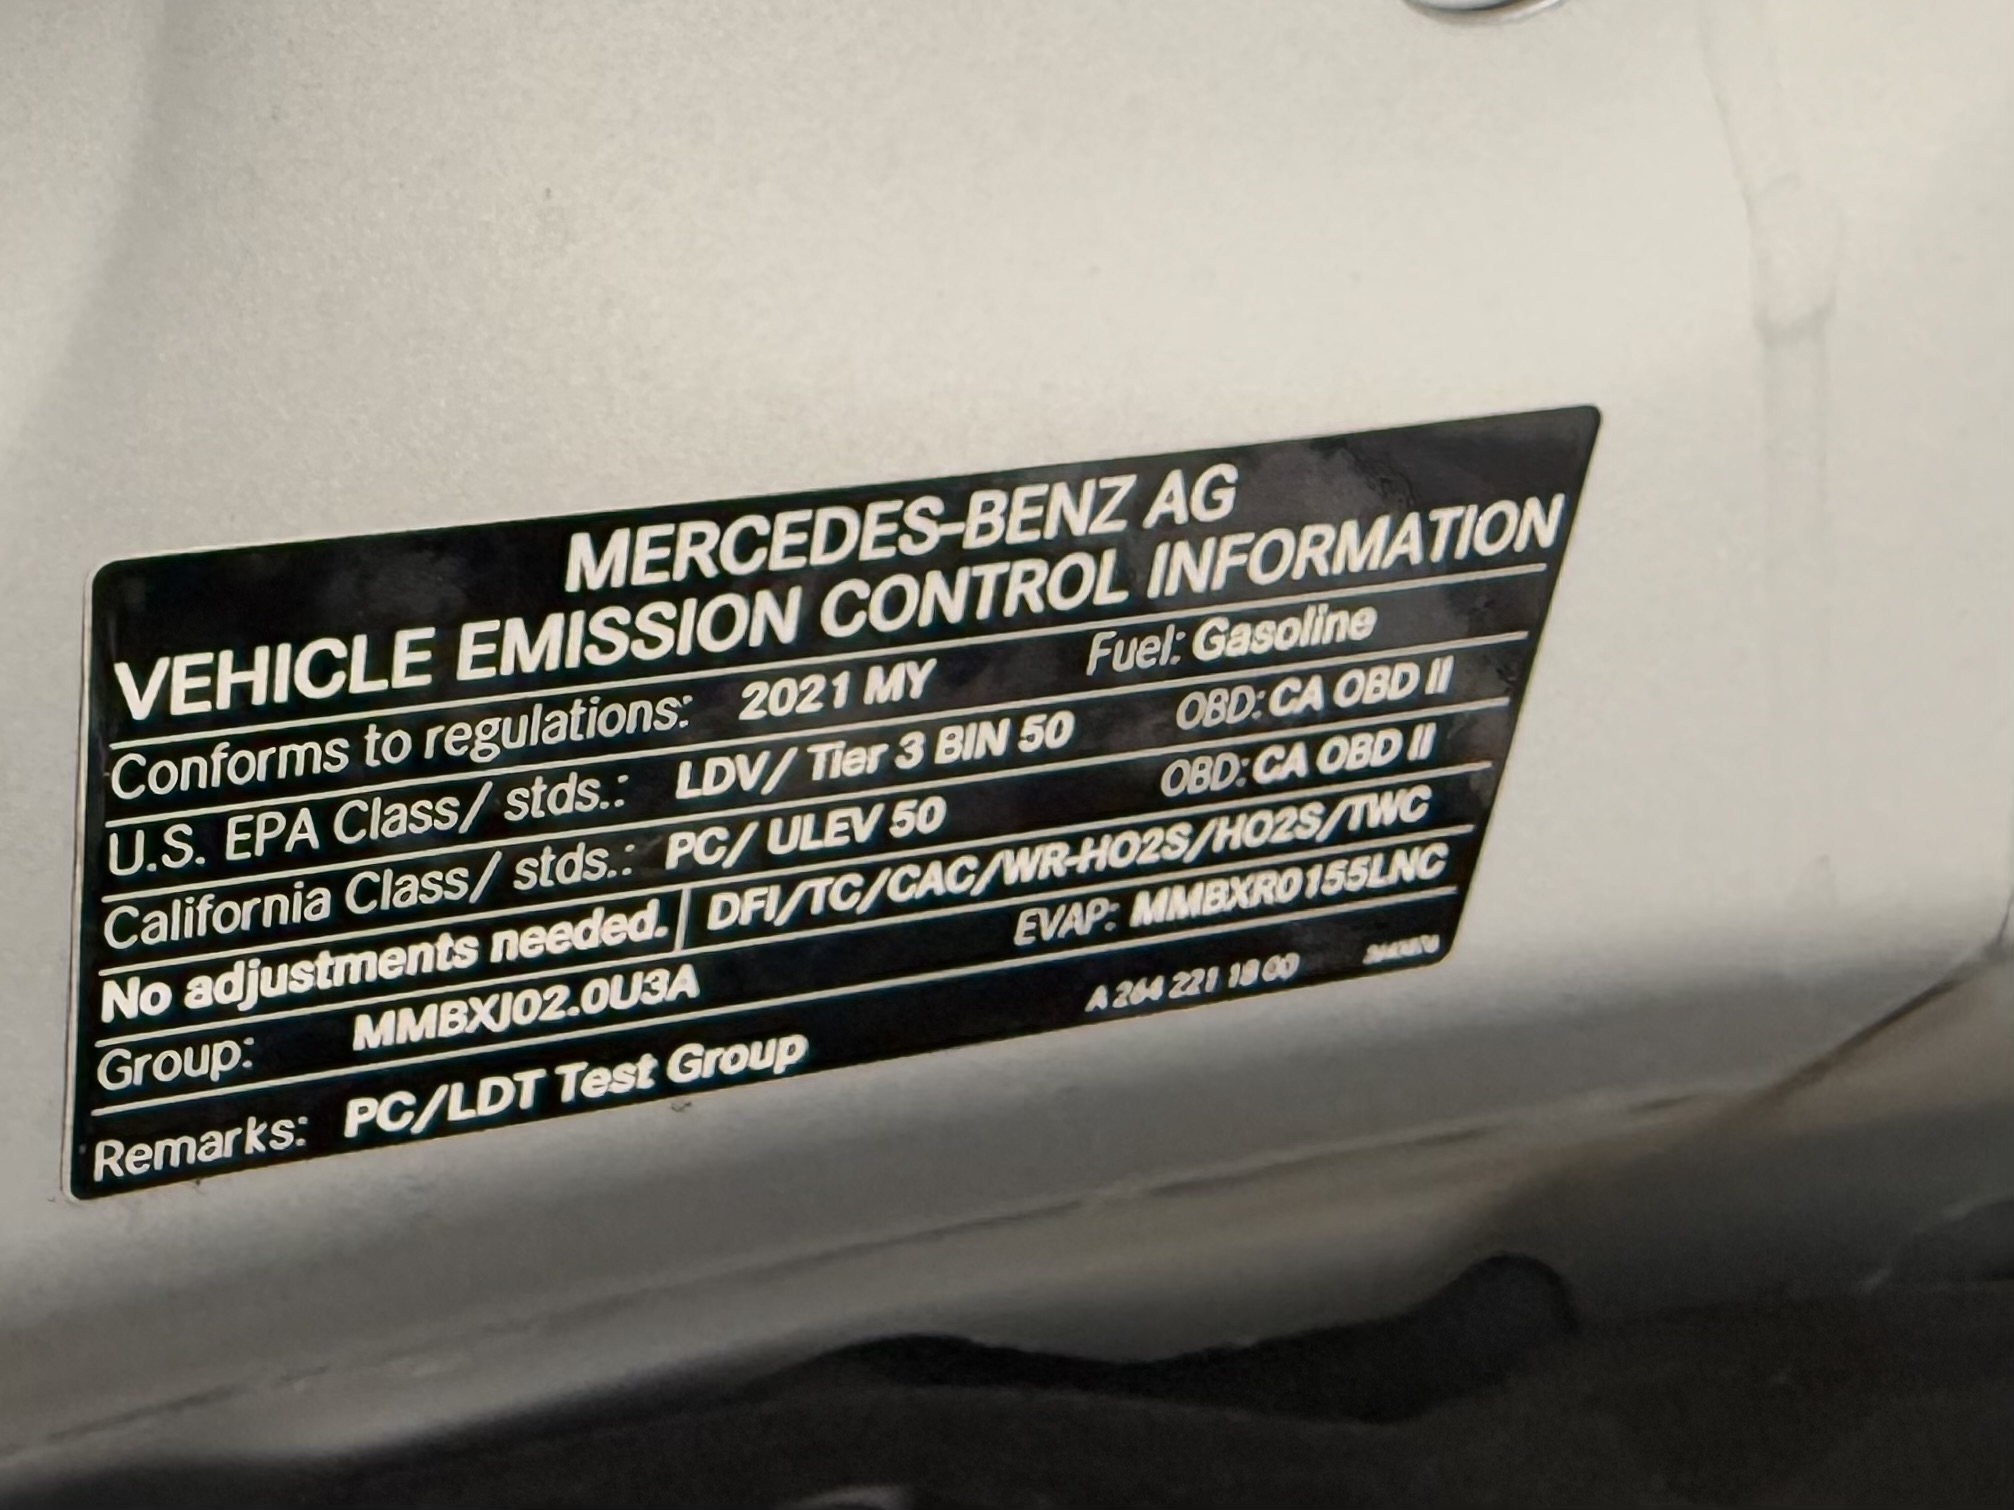 MERCEDES-BENZ AG
VEHICLE EMISSION CONTROL INFORMATION
Conforms to regulations: 2021 MY Fuel: Gasoline
U.S. EPA Class/ stds.: LDV/ Tier 3 BIN 50 OBD: CA OBD II
California Class/ stds.: PC/ ULEV 50 OBD: CA OBD II
No adjustments needed. DFI/TC/CAC/WR-HO2S/HO2S/TWC
Group: MMBXJ02.0U3A EVAP: MMBXR0155LNC
Remarks: PC/LDT Test Group A 264 221 18 00